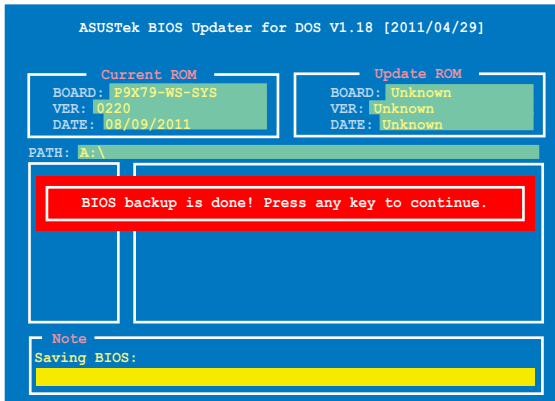 ASUSTek BIOS Updater for DOS V1.18 [2011/04/29]
Current ROM
BOARD: P9X79-WS-SYS
VER: 0220
DATE: 08/09/2011
Update ROM
BOARD: Unknown
VER: Unknown
DATE: Unknown
PATH: A:\
BIOS backup is done! Press any key to continue.
Note
Saving BIOS: